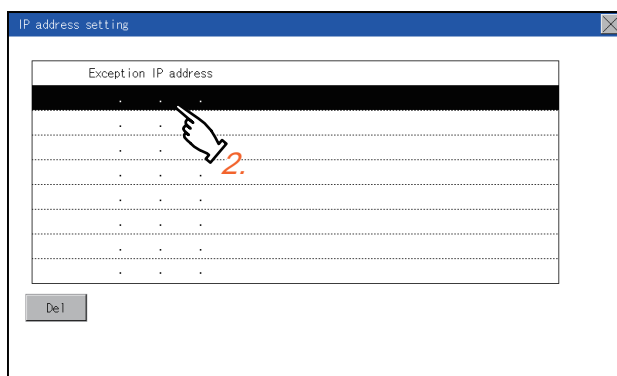 IP address setting
Exception IP address
. . .
. . .
. .
. .
. . .
. . .
. . .
. . .
2.
Del